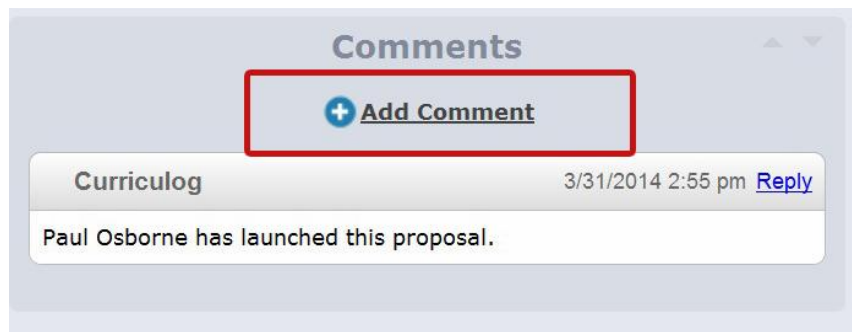 Comments
Add Comment
Curriculog 3/31/2014 2:55 pm Reply
Paul Osborne has launched this proposal.